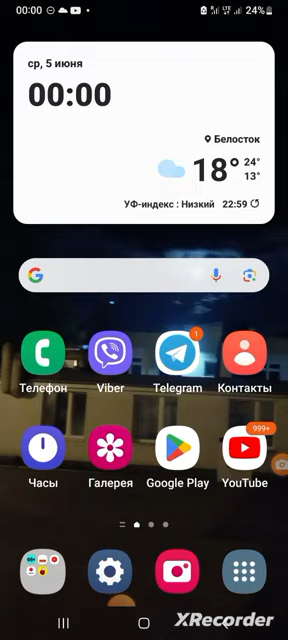 00:00
LTE
24%
ср, 5 июня
00:00
Белосток
18° 24°
13°
УФ-индекс : Низкий 22:59
G
1
Телефон Viber Telegram Контакты
999+
Часы Галерея Google Play YouTube
XRecorder